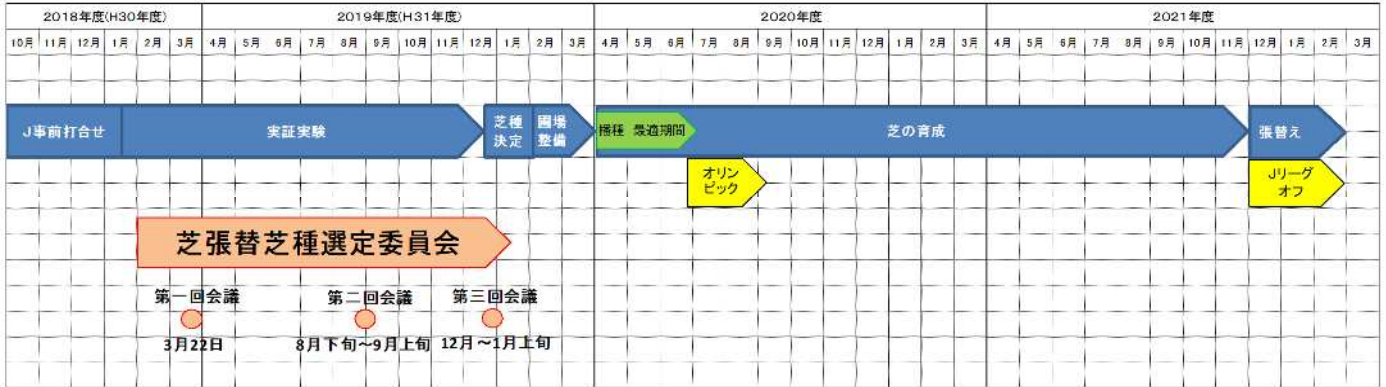 2018年度(H30年度) 2019年度(H31年度) 2020年度 2021年度
10月 11月 12月 1月 2月 3月 4月 5月 6月 7月 8月 9月 10月 11月 12月 1月 2月 3月 4月 5月 6月 7月 8月 9月 10月 11月 12月 1月 2月 3月 4月 5月 6月 7月 8月 9月 10月 11月 12月 1月 2月 3月
J事前打合せ 実証実験 芝種 圃場 播種 最適期間 芝の育成 張替え
決定 整備
オリン Jリーグ
ピック オフ
芝張替芝種選定委員会
第一回会議 第二回会議 第三回会議
3月22日 8月下旬～9月上旬 12月～1月上旬